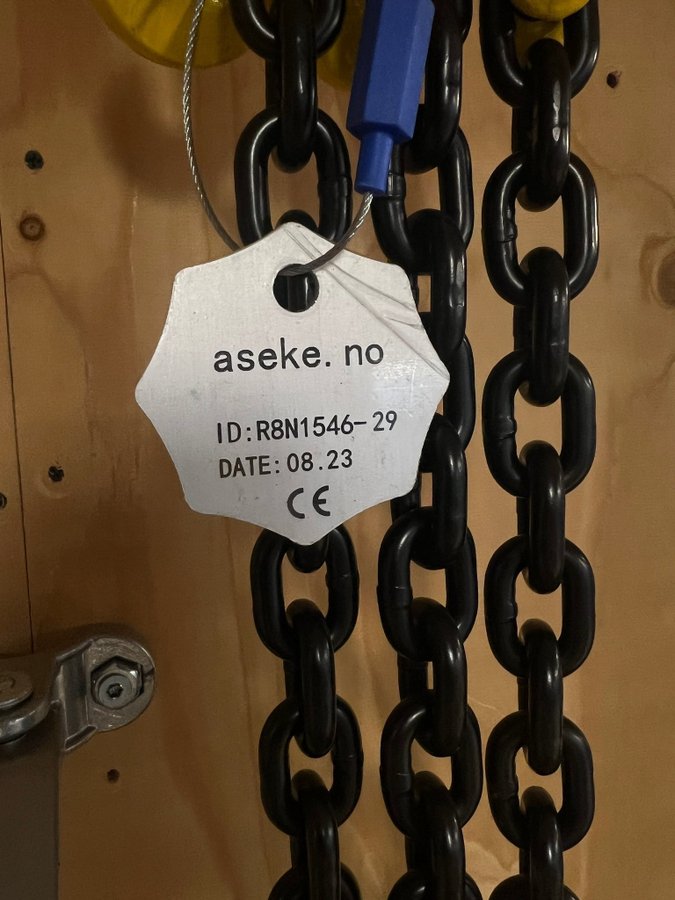 aseke.no
ID:R8N1546-29
DATE:08.23
CE